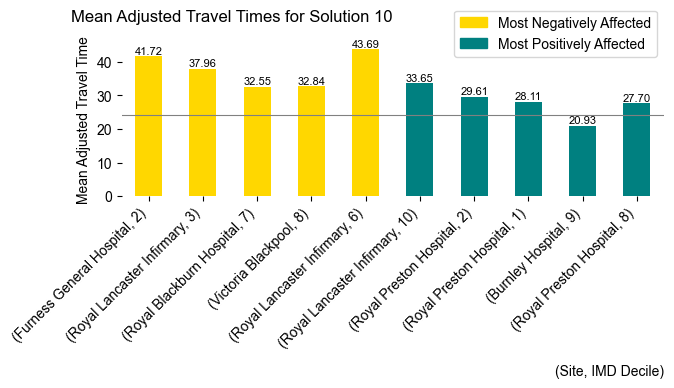 Mean Adjusted Travel Times for Solution 10
Most Negatively Affected
Most Positively Affected
Mean Adjusted Travel Time
40
30
20
10
0
41.72
37.96
32.55
32.84
43.69
33.65
29.61
28.11
20.93
27.70
(Furness General Hospital, 2)
(Royal Lancaster Infirmary, 3)
(Royal Blackburn Hospital, 7)
(Victoria Blackpool, 8)
(Royal Lancaster Infirmary, 6)
(Royal Lancaster Infirmary, 10)
(Royal Preston Hospital, 2)
(Royal Preston Hospital, 1)
(Burnley Hospital, 9)
(Royal Preston Hospital, 8)
(Site, IMD Decile)